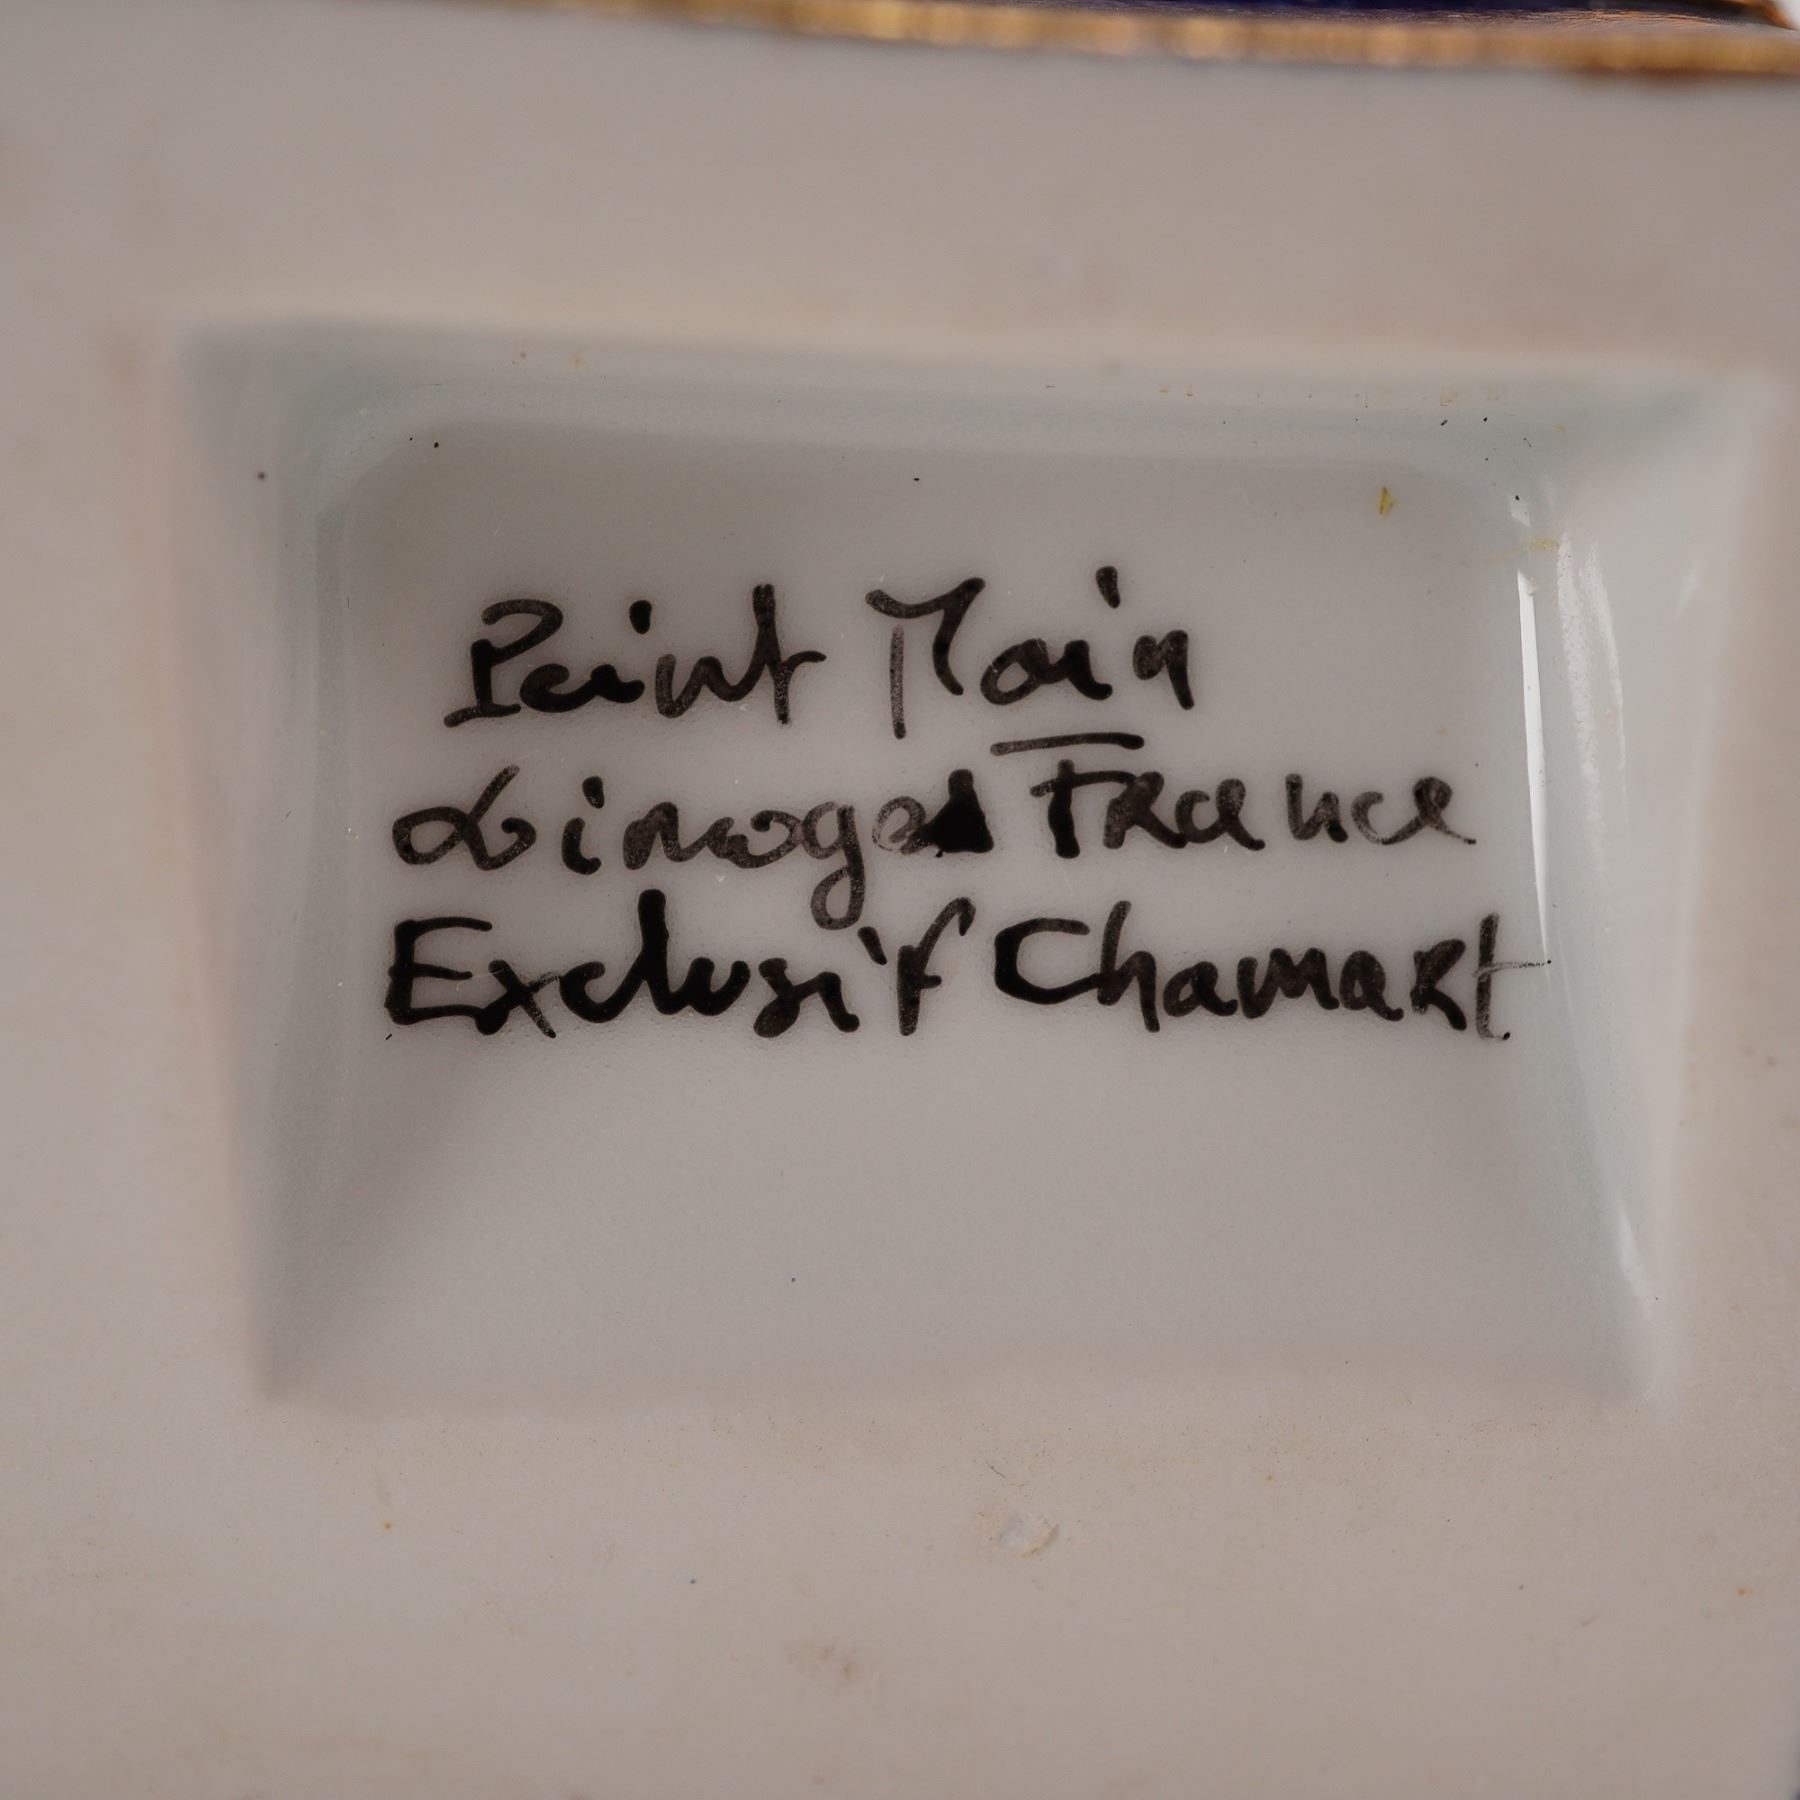 Peint Main
Limoges France
Exclusif Chamart